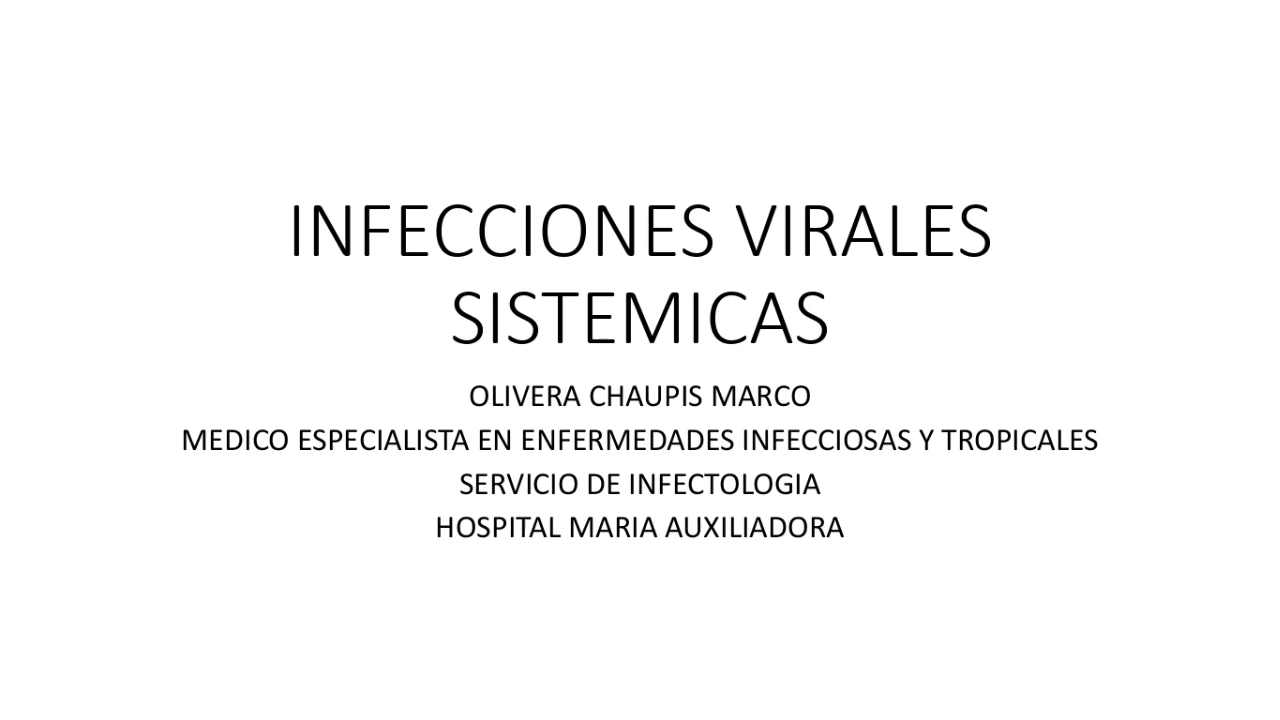 INFECCIONES VIRALES
SISTEMICAS
OLIVERA CHAUPIS MARCO
MEDICO ESPECIALISTA EN ENFERMEDADES INFECCIOSAS Y TROPICALES
SERVICIO DE INFECTOLOGIA
HOSPITAL MARIA AUXILIADORA